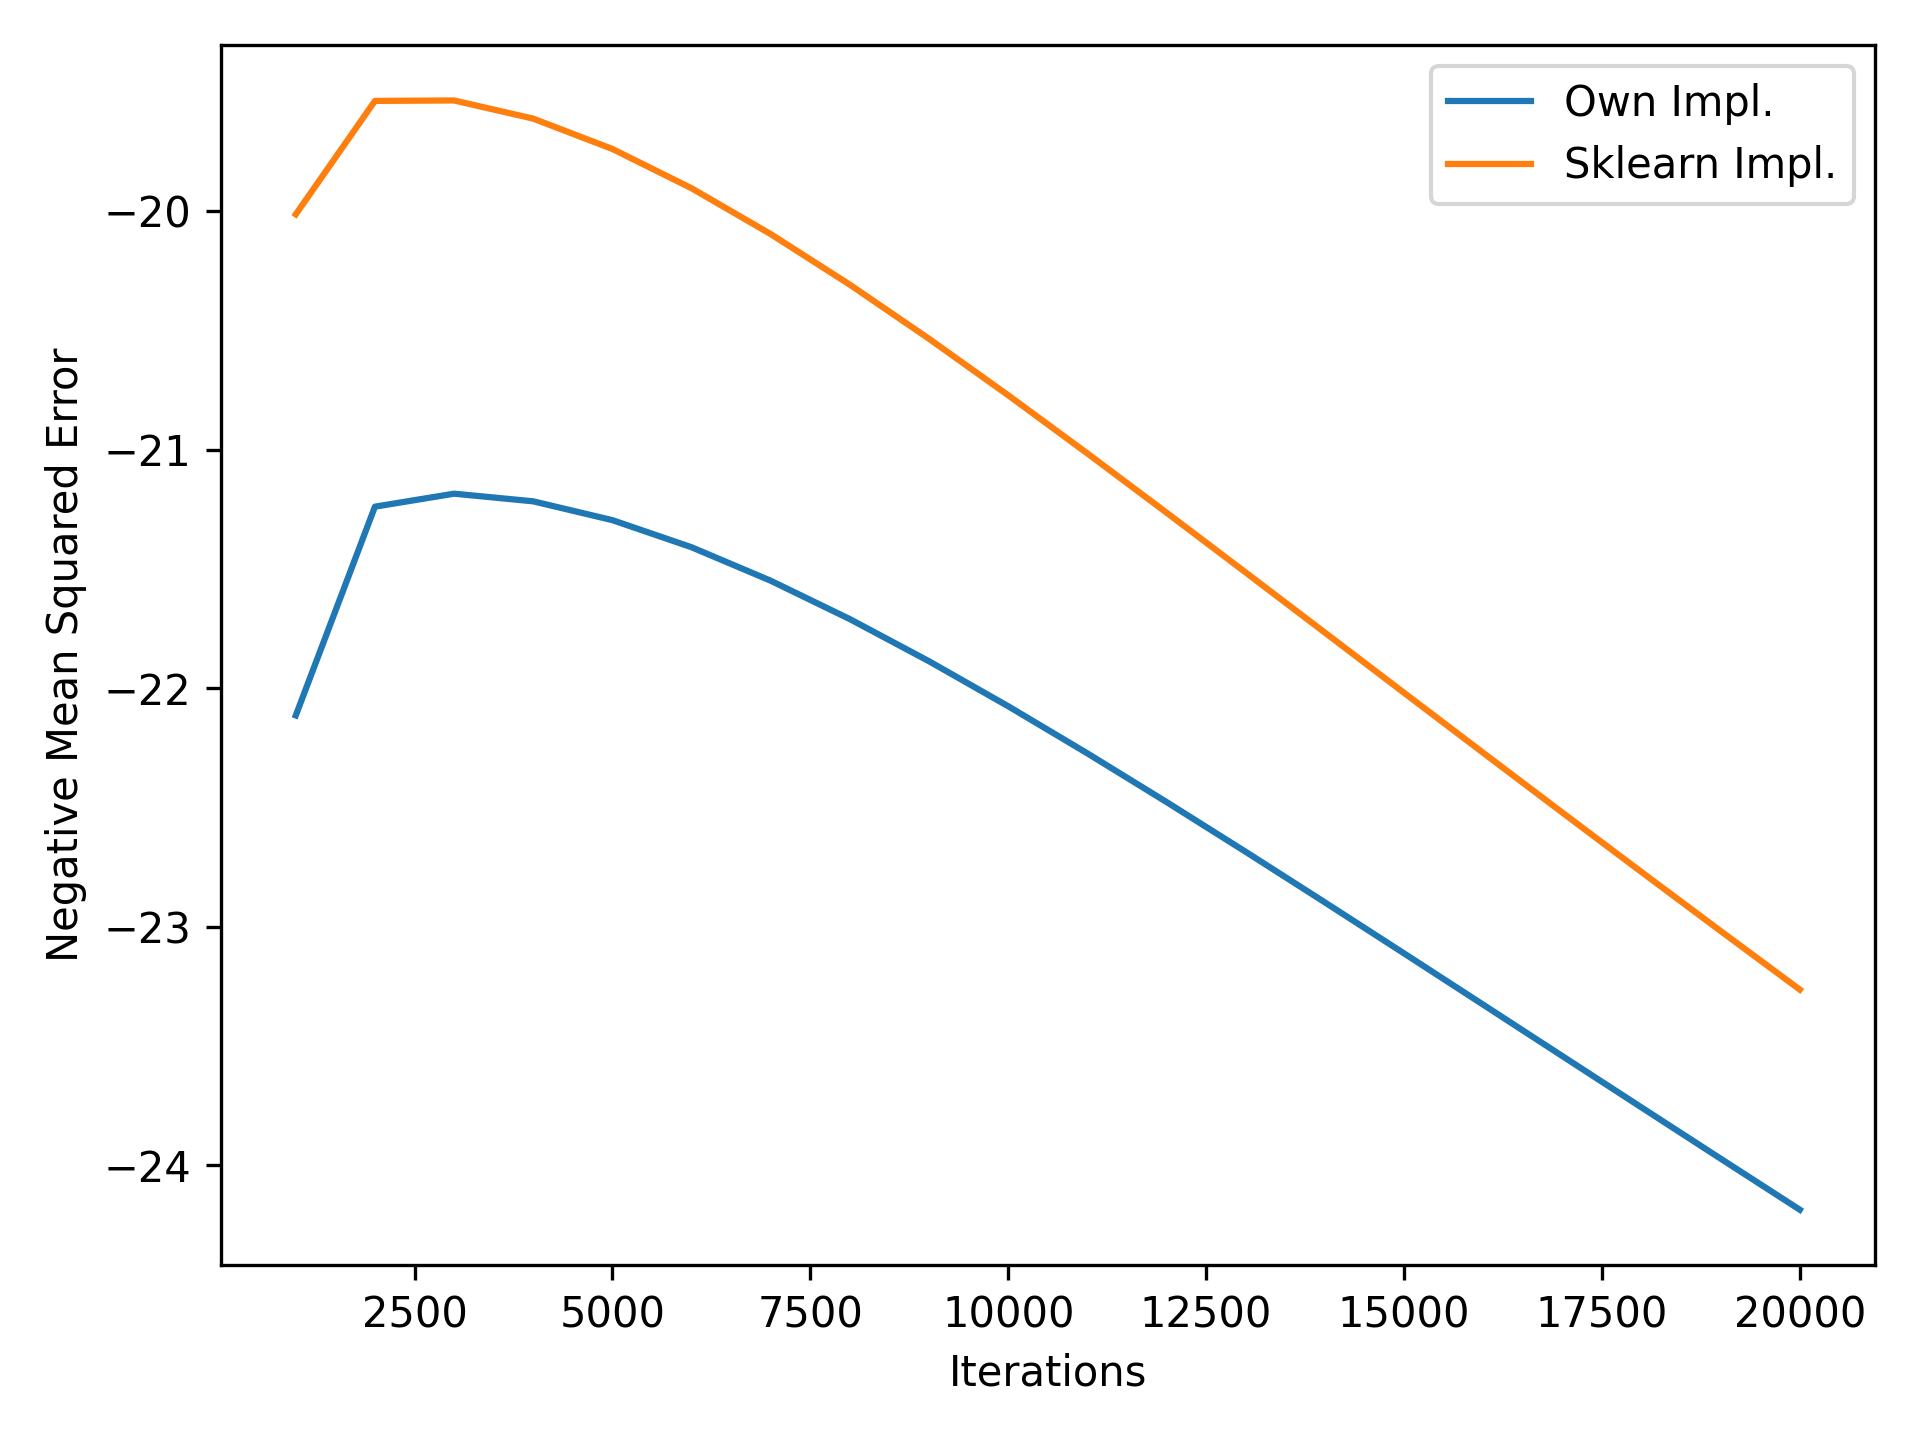 Own Impl.
Sklearn Impl.
Negative Mean Squared Error
−20
−21
−22
−23
−24
2500 5000 7500 10000 12500 15000 17500 20000
Iterations